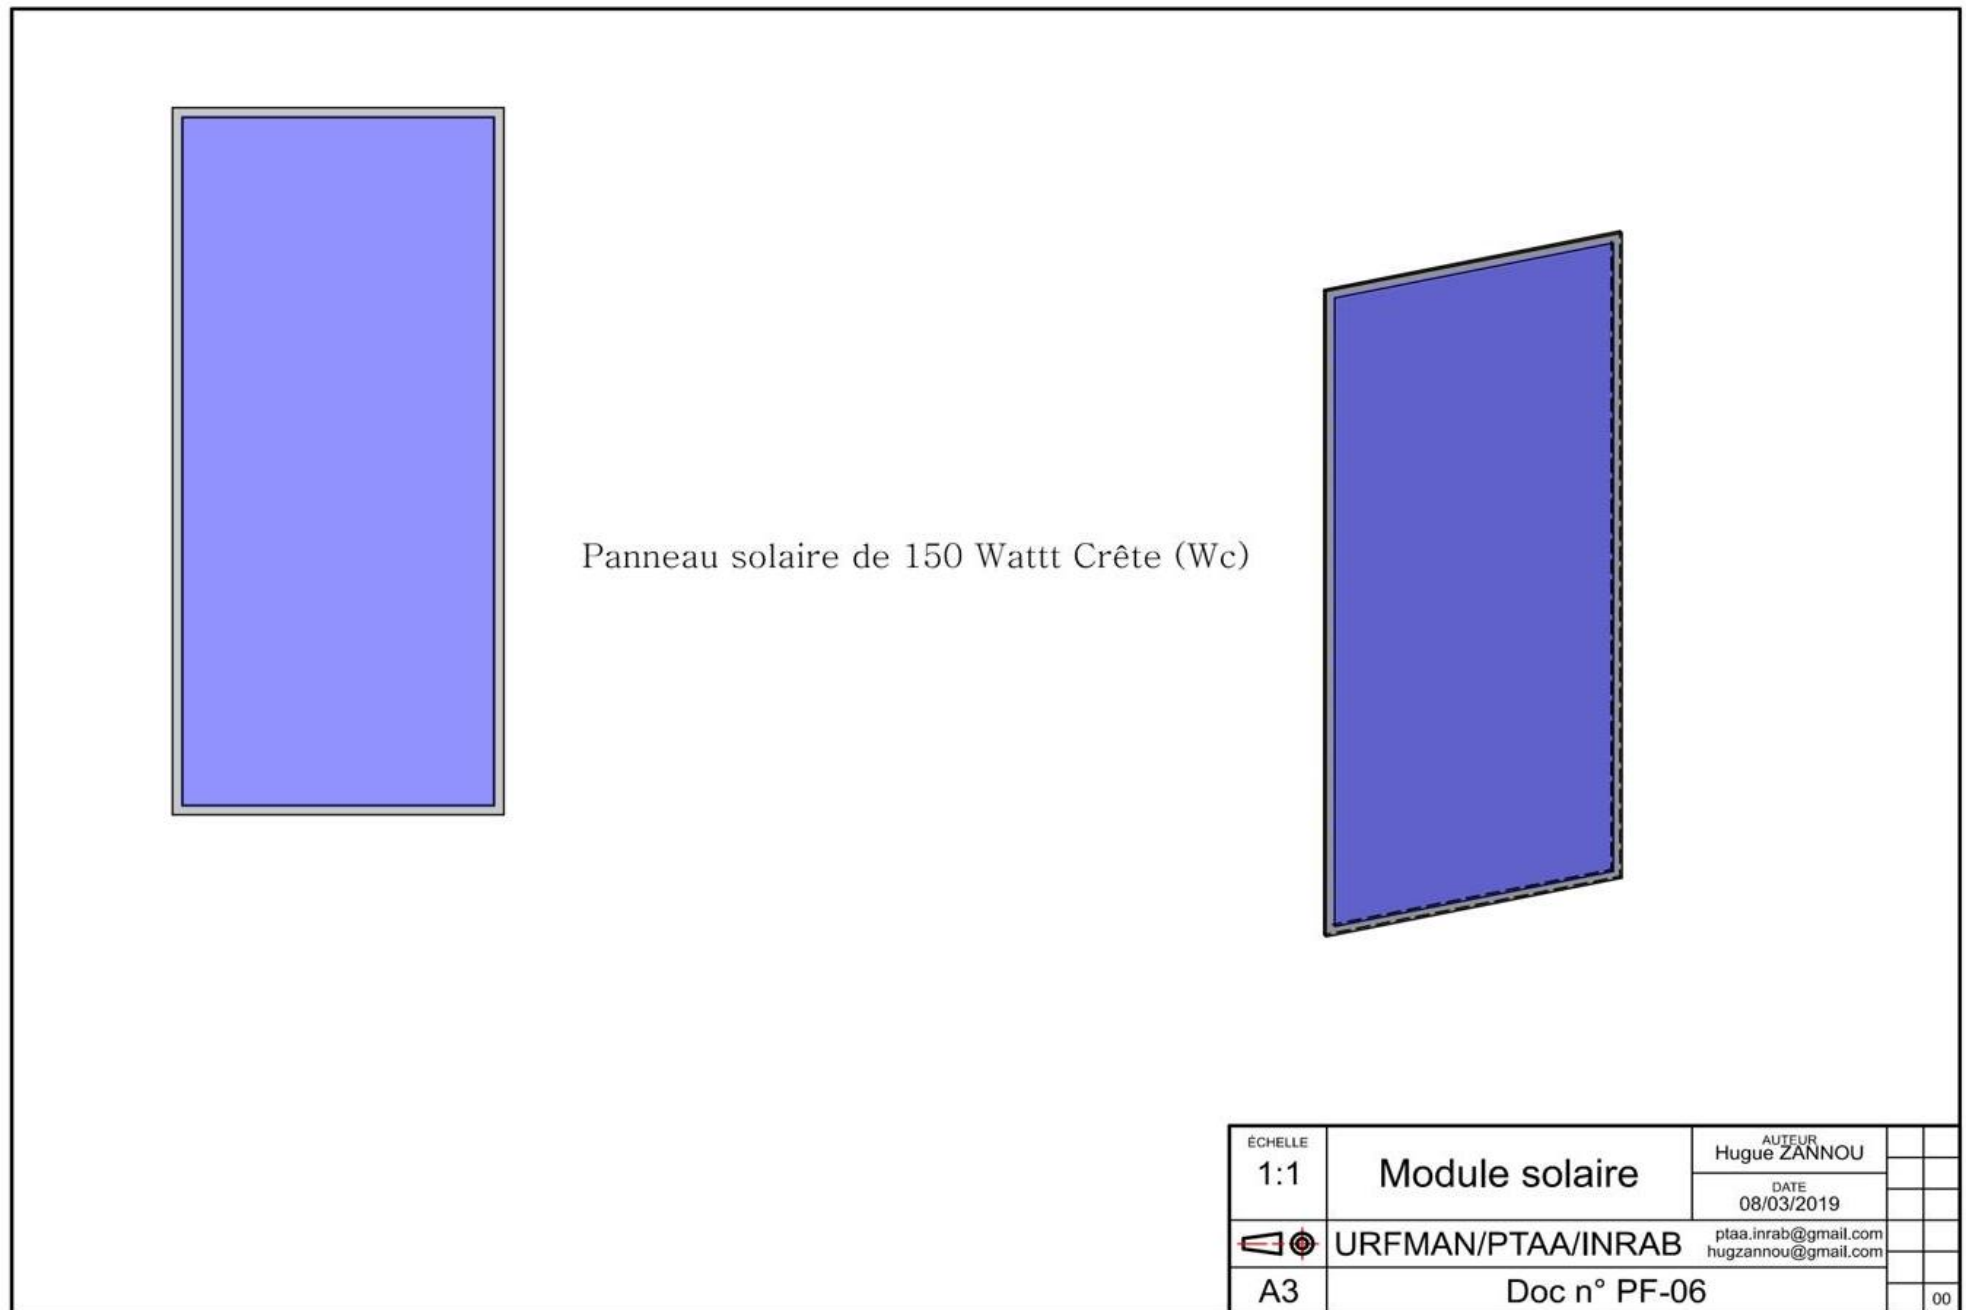 Panneau solaire de 150 Wattt Crête (Wc)
ÉCHELLE
1:1
Module solaire
AUTEUR
Hugue ZANNOU
DATE
08/03/2019
URFMAN/PTAA/INRAB
ptaa.inrab@gmail.com
hugzannou@gmail.com
A3
Doc n° PF-06
00